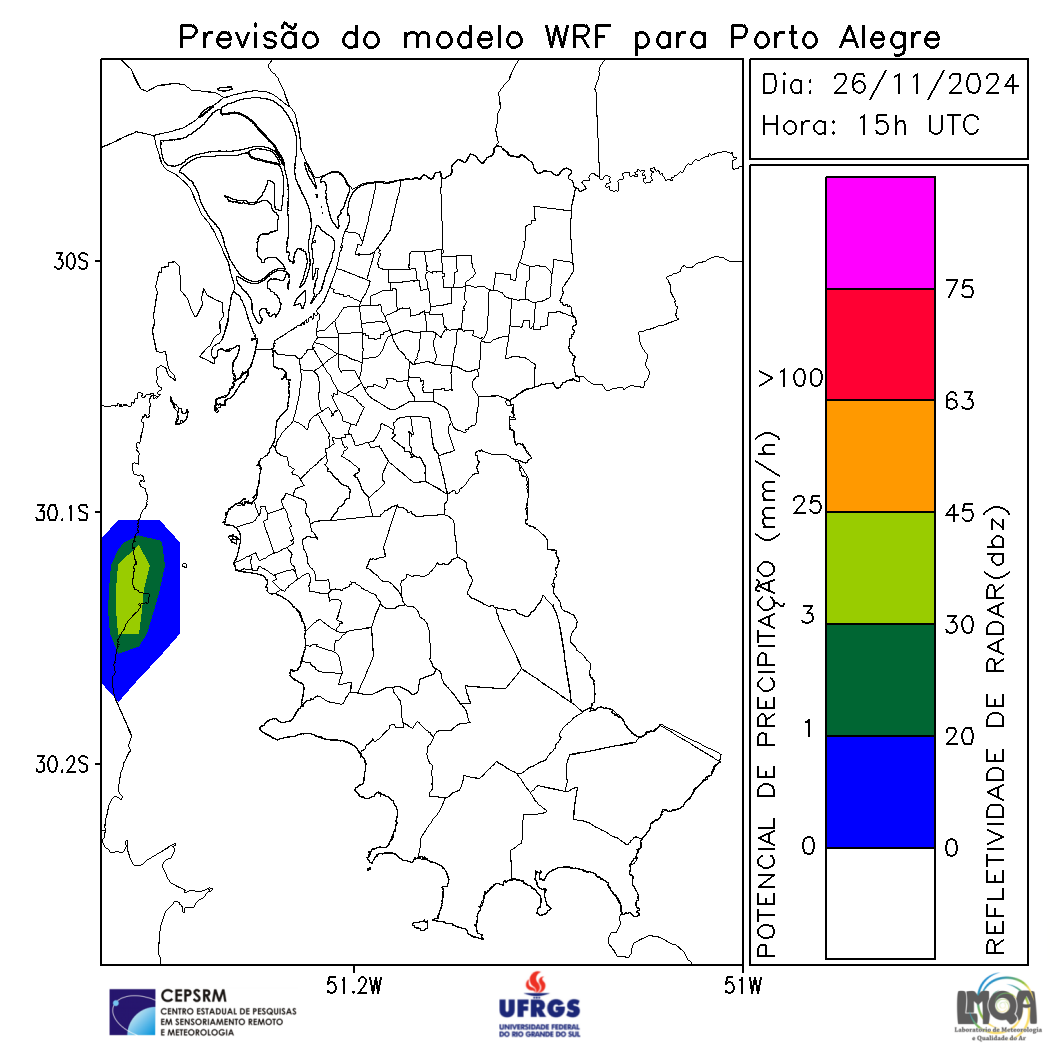 Previsão do modelo WRF para Porto Alegre
Dia: 26/11/2024
Hora: 15h UTC
30S
30.1S
30.2S
51.2W
51W
POTENCIAL DE PRECIPITAÇÃO (mm/h)
>100
25
3
1
0
75
63
45
30
20
0
REFLETIVIDADE DE RADAR(dbz)
CEPSRM
CENTRO ESTADUAL DE PESQUISAS
EM SENSORIAMENTO REMOTO
E METEOROLOGIA
UFRGS
UNIVERSIDADE FEDERAL
DO RIO GRANDE DO SUL
LMQA
Laboratório de Meteorologia
e Qualidade do Ar